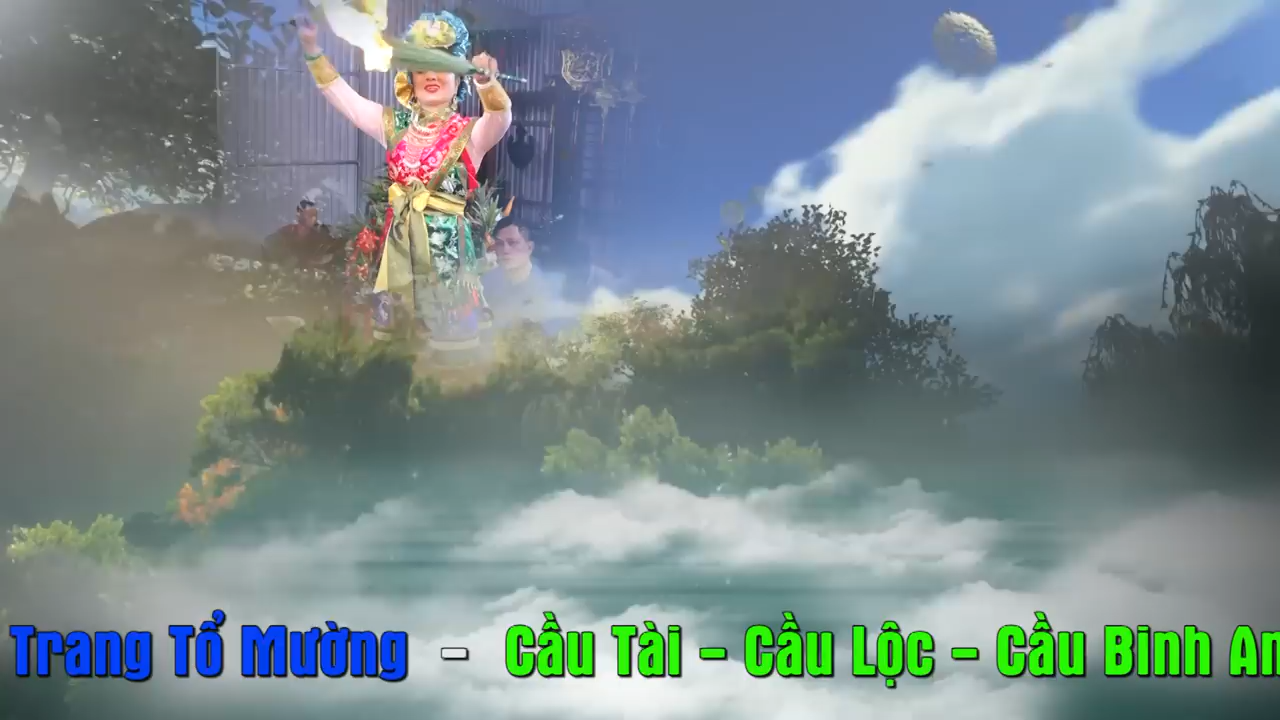 Trang Tổ Mường – Cầu Tài – Cầu Lộc – Cầu Bình An